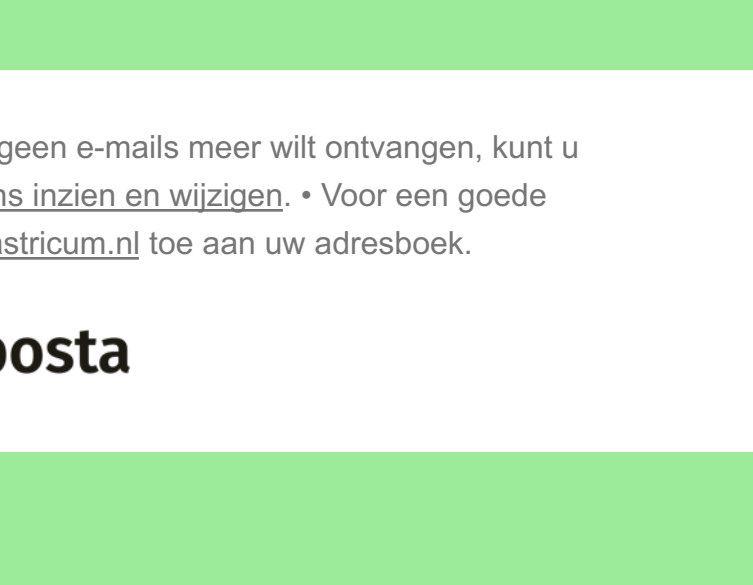 geen e-mails meer wilt ontvangen, kunt u
ns inzien en wijzigen. • Voor een goede
astricum.nl toe aan uw adresboek.
posta